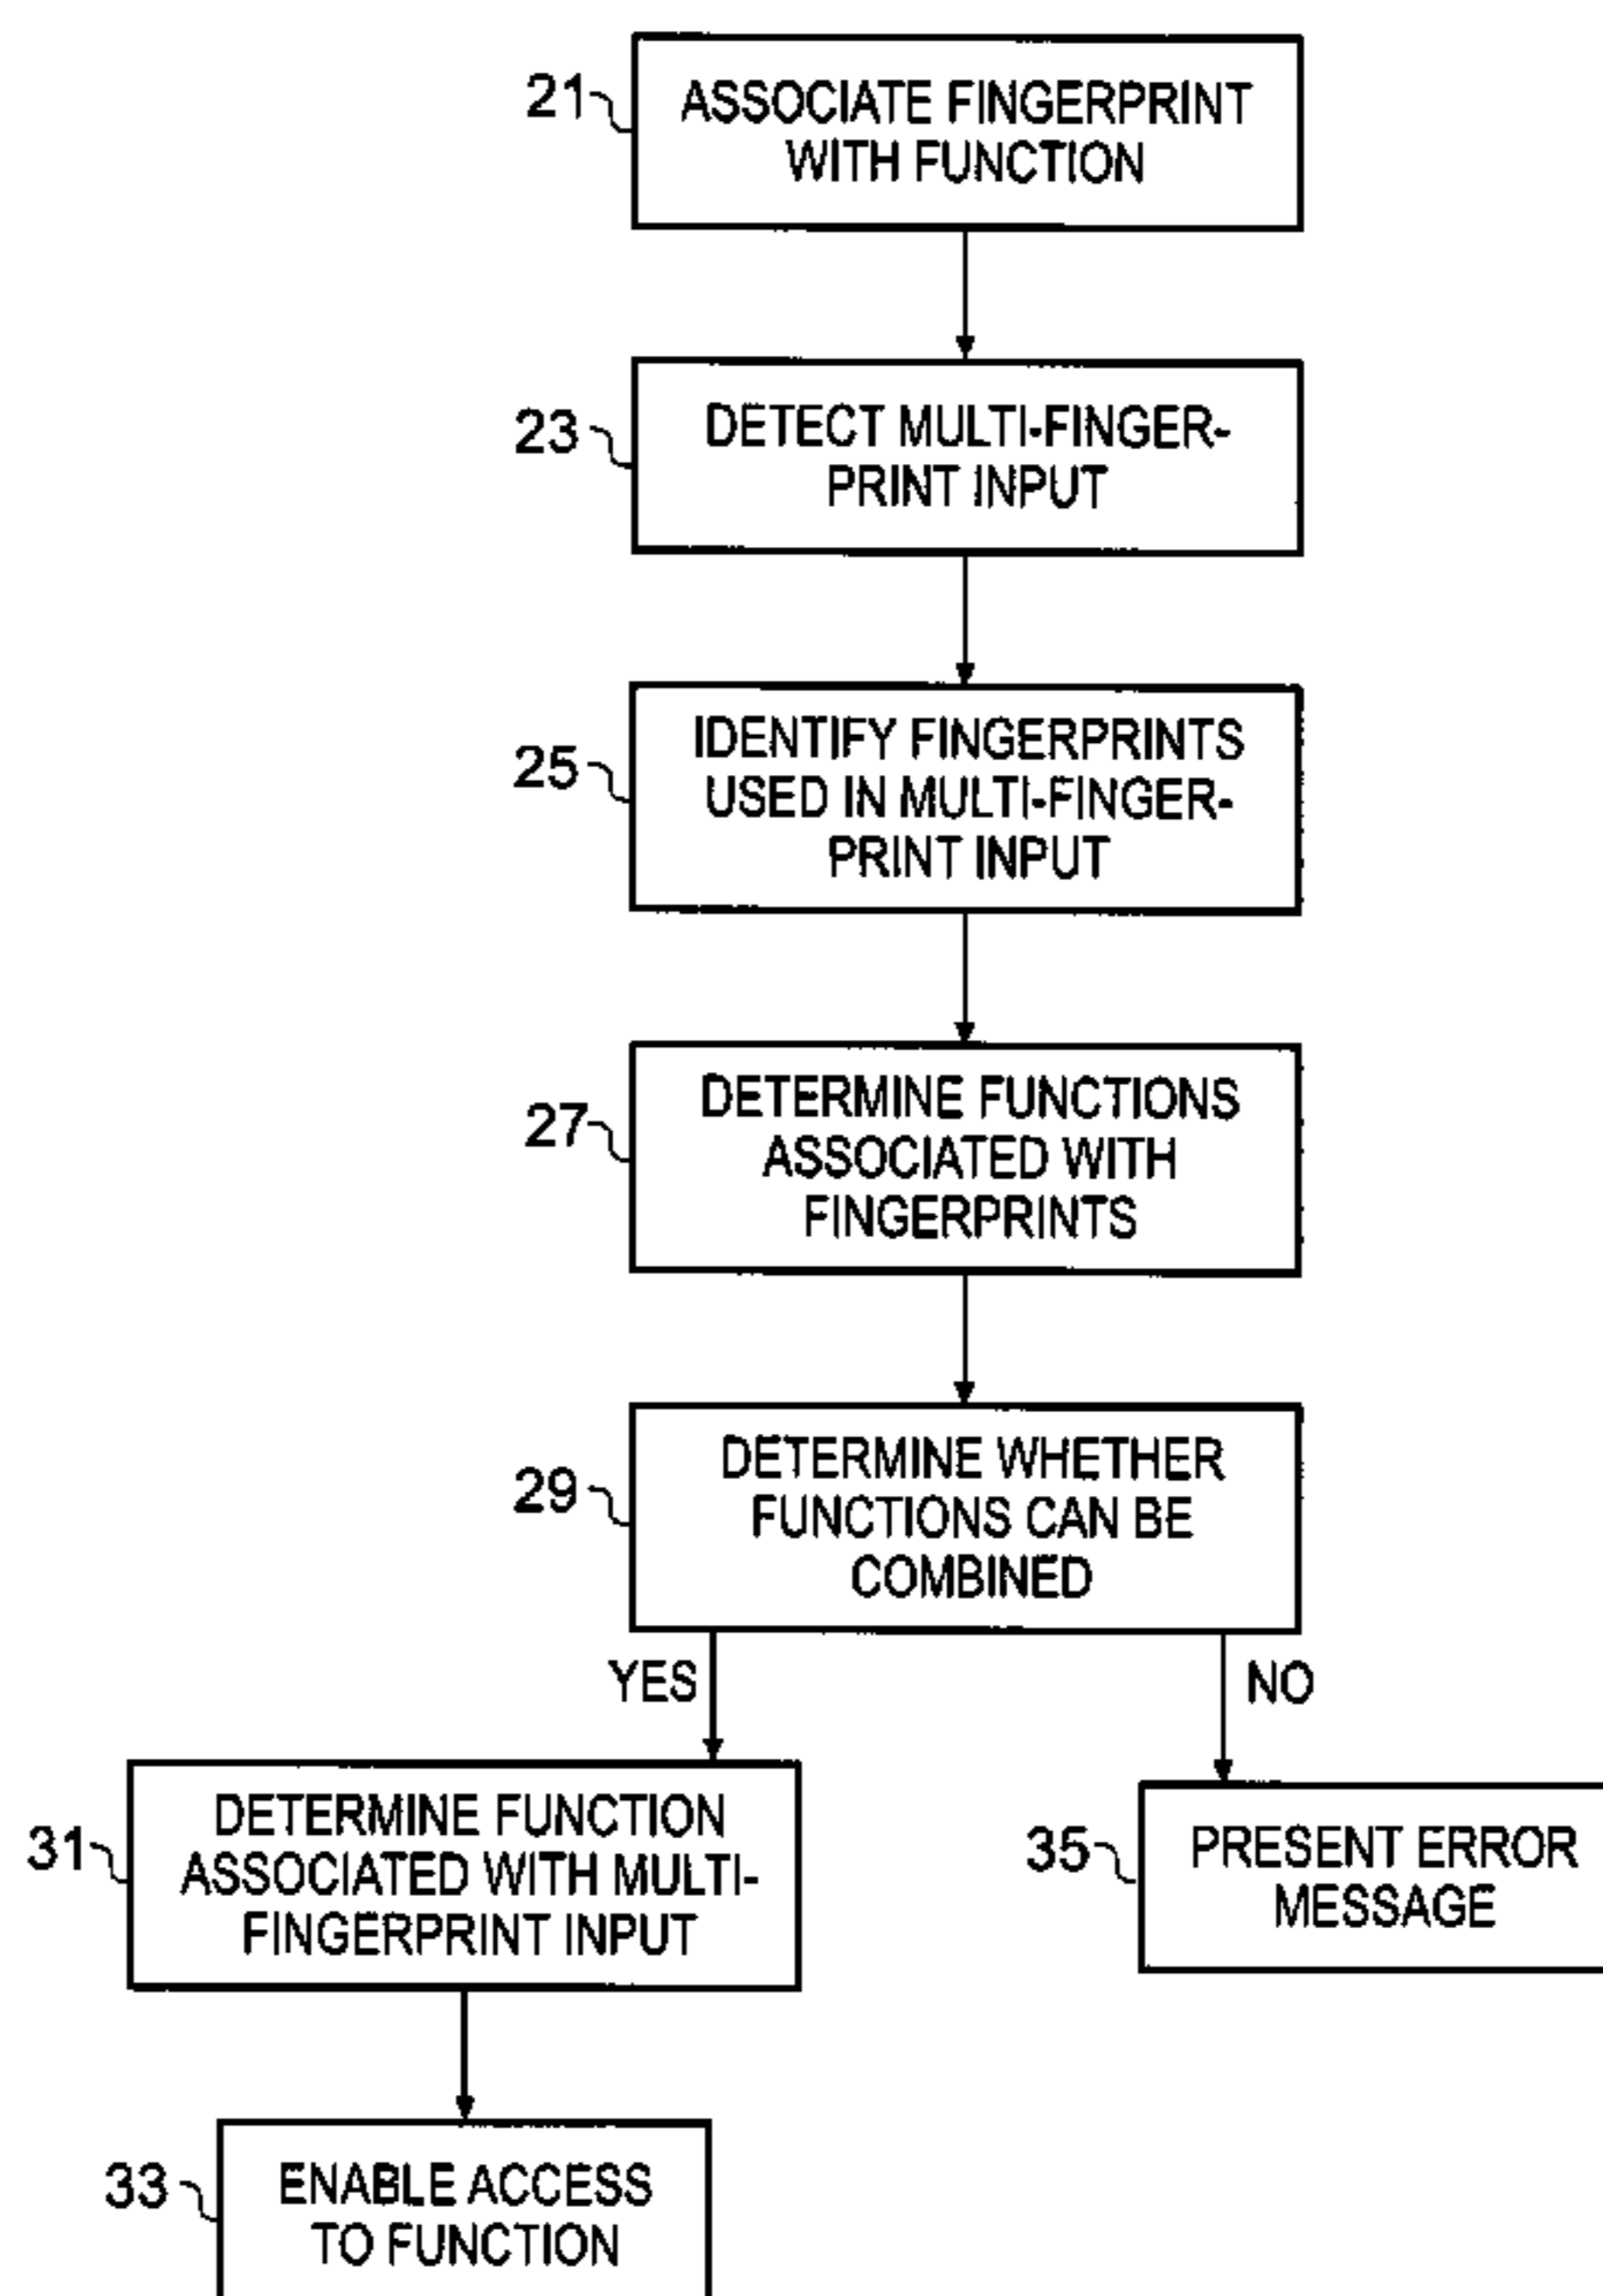 21
ASSOCIATE FINGERPRINT
WITH FUNCTION
23
DETECT MULTI-FINGER-
PRINT INPUT
25
IDENTIFY FINGERPRINTS
USED IN MULTI-FINGER-
PRINT INPUT
27
DETERMINE FUNCTIONS
ASSOCIATED WITH
FINGERPRINTS
29
DETERMINE WHETHER
FUNCTIONS CAN BE
COMBINED
YES
NO
31
DETERMINE FUNCTION
ASSOCIATED WITH MULTI-
FINGERPRINT INPUT
35
PRESENT ERROR
MESSAGE
33
ENABLE ACCESS
TO FUNCTION